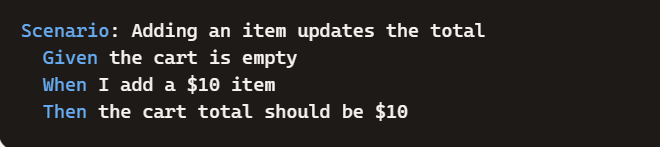 Scenario: Adding an item updates the total
Given the cart is empty
When I add a $10 item
Then the cart total should be $10